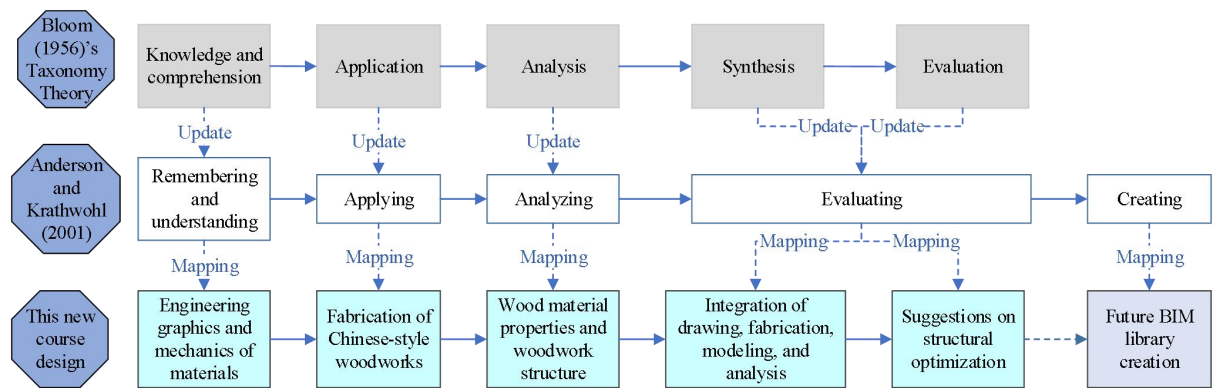 Bloom
(1956)’s
Taxonomy
Theory
Knowledge and
comprehension
Application
Analysis
Synthesis
Evaluation
Update
Update
Update
Update
Update
Anderson
and
Krathwohl
(2001)
Remembering
and
understanding
Applying
Analyzing
Evaluating
Creating
Mapping
Mapping
Mapping
Mapping
Mapping
Mapping
This new
course
design
Engineering
graphics and
mechanics of
materials
Fabrication of
Chinese-style
woodworks
Wood material
properties and
woodwork
structure
Integration of
drawing, fabrication,
modeling, and
analysis
Suggestions on
structural
optimization
Future BIM
library
creation